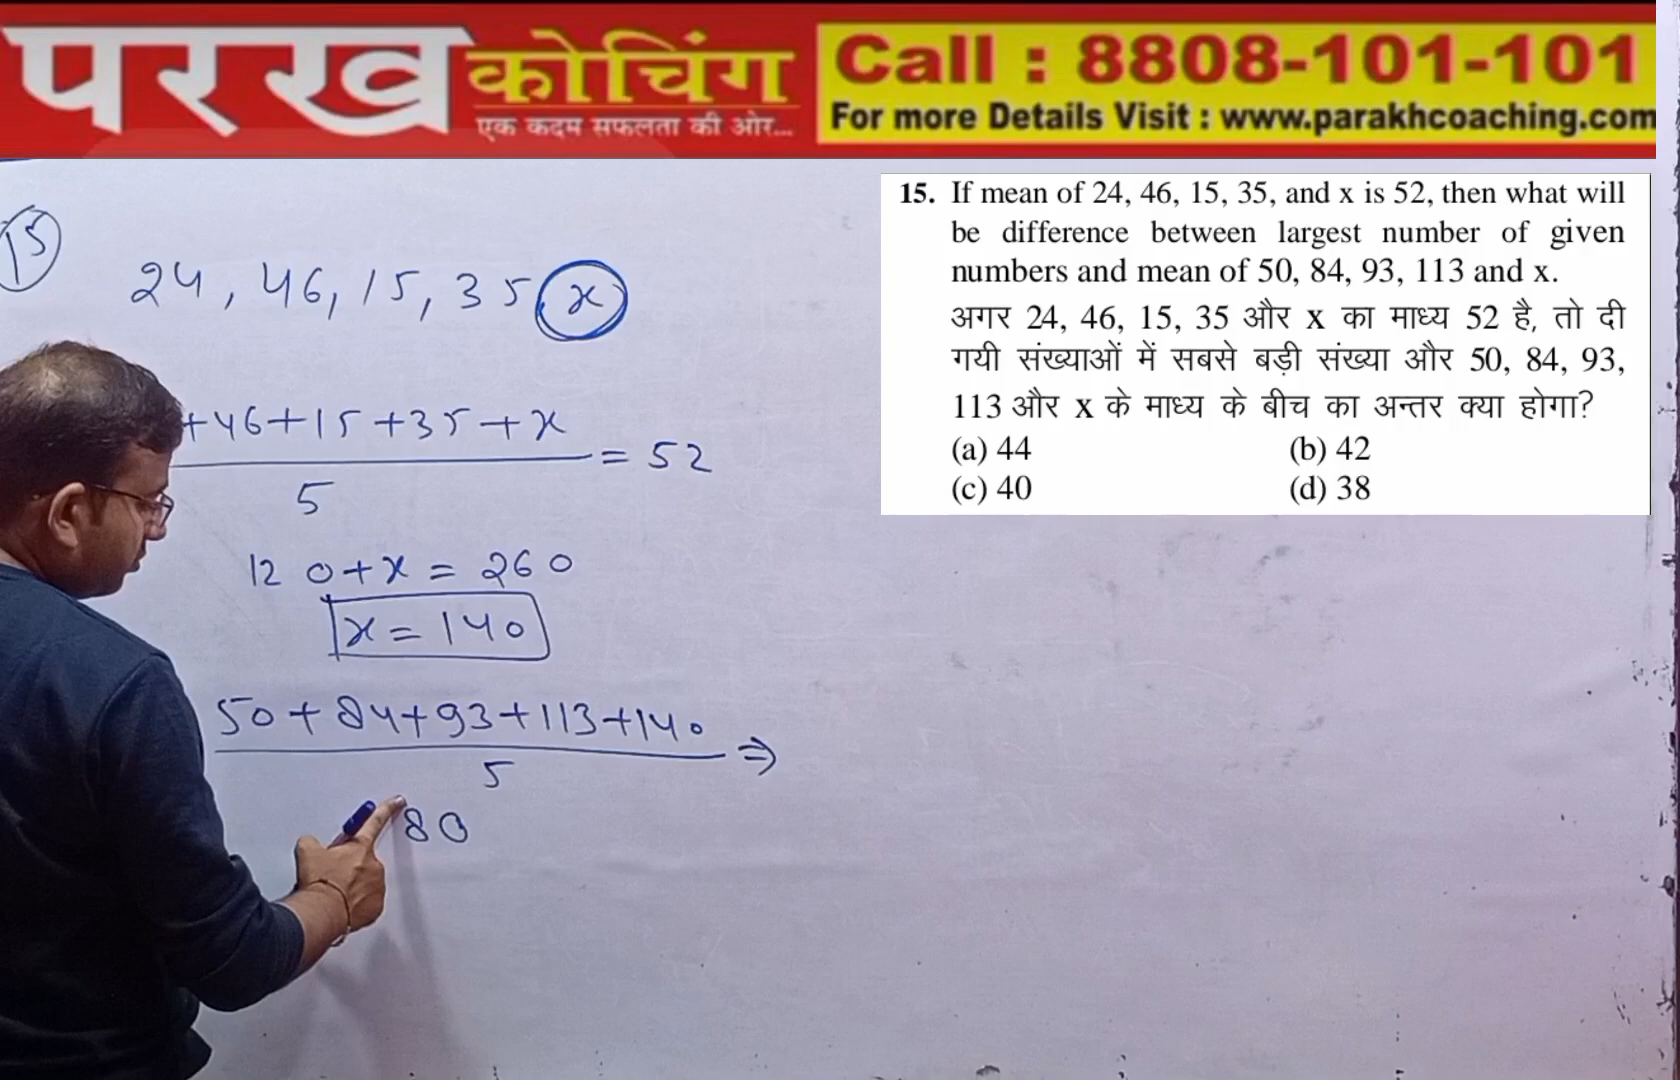 परख कोचिंग
एक कदम सफलता की ओर...
Call : 8808-101-101
For more Details Visit : www.parakhcoaching.com
15
24, 46, 15, 35, x
+46+15+35+x
5
= 52
120+x = 260
x = 140
50+84+93+113+140
5
⇒
80
15. If mean of 24, 46, 15, 35, and x is 52, then what will
be difference between largest number of given
numbers and mean of 50, 84, 93, 113 and x.
अगर 24, 46, 15, 35 और x का माध्य 52 है, तो दी
गयी संख्याओं में सबसे बड़ी संख्या और 50, 84, 93,
113 और x के माध्य के बीच का अन्तर क्या होगा?
(a) 44 (b) 42
(c) 40 (d) 38